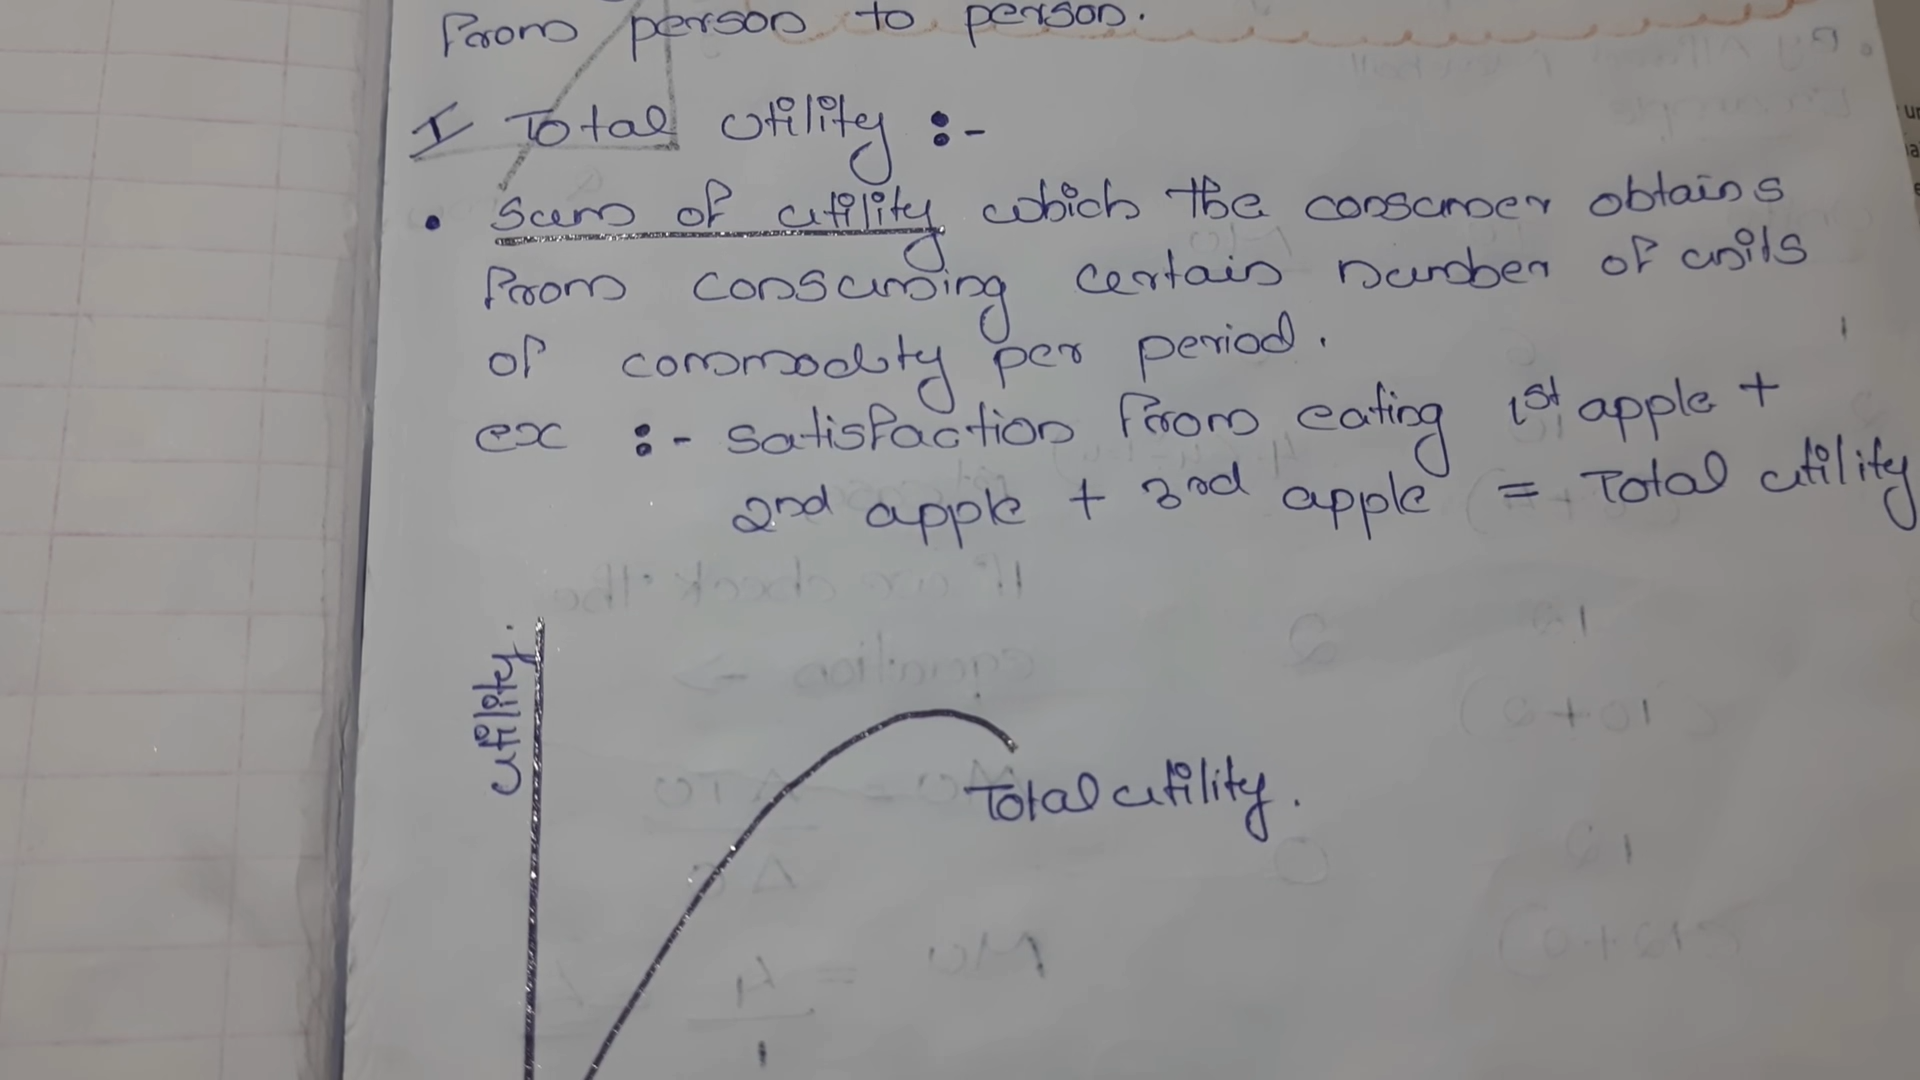 From person to person.
I Total utility :-
• Sum of utility which the consumer obtains
From consuming certain number of units
of commodity per period.
ex :- satisfaction From eating 1st apple +
2nd apple + 3rd apple = Total utility
utility.
Total utility.